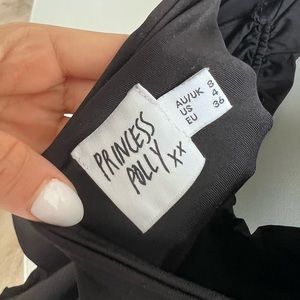 PRINCESS
POLLY xx
AU/UK 8
US 4
EU 36